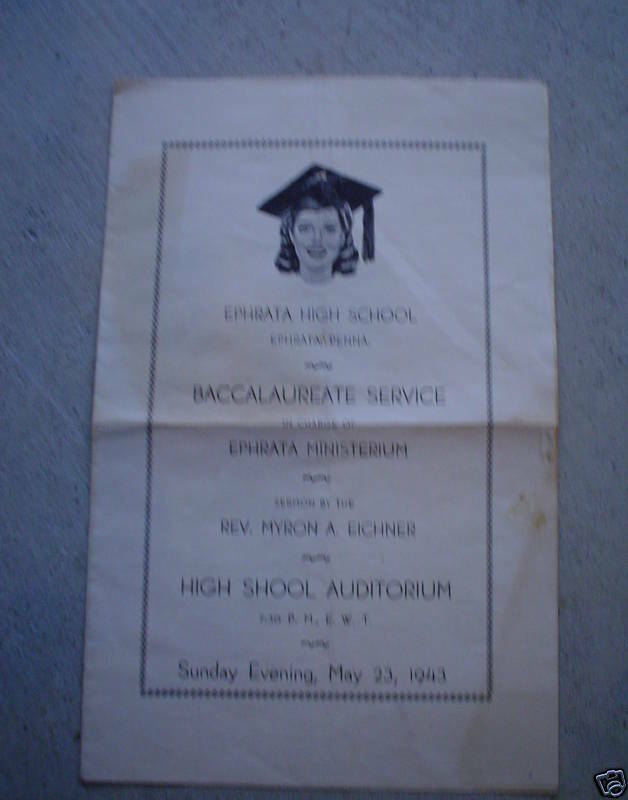 EPHRATA HIGH SCHOOL
EPHRATA, PENNA.
BACCALAUREATE SERVICE
IN CHARGE OF
EPHRATA MINISTERIUM
SERMON BY THE
REV. MYRON A. EICHNER
HIGH SHOOL AUDITORIUM
7:30 P. M., E. W. T.
Sunday Evening, May 23, 1943